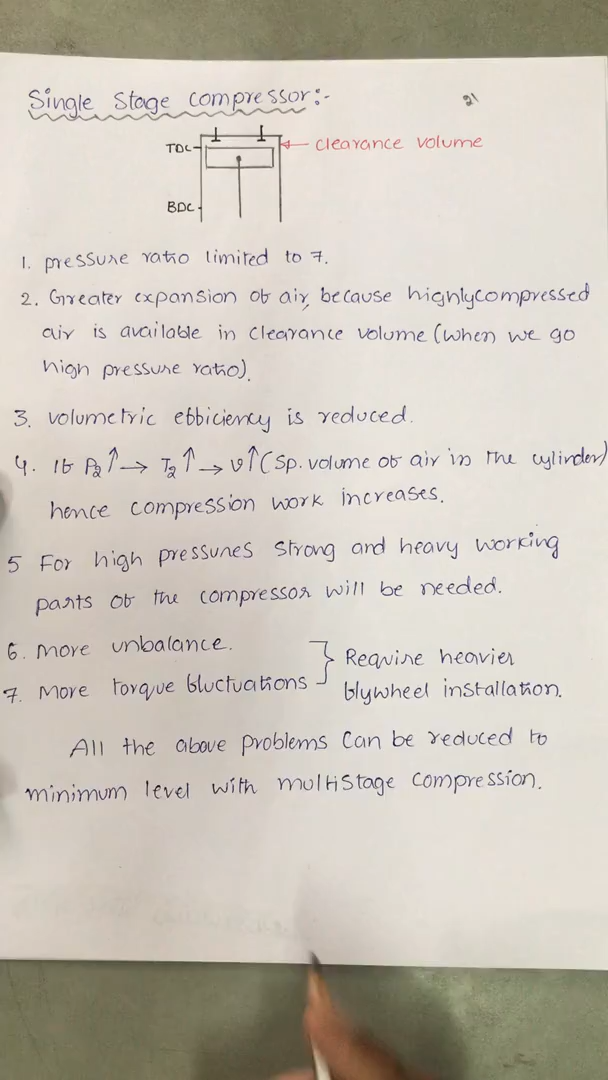 Single stage compressor:-
21
TDC
clearance volume
BDC
1. pressure ratio limited to 7.
2. Greater expansion of air, because highly compressed
air is available in clearance volume (when we go
high pressure ratio).
3. volumetric efficiency is reduced.
4. If P2↑ → T2↑ → v↑ (Sp. volume of air in the cylinder)
hence compression work increases.
5 For high pressures strong and heavy working
parts of the compressor will be needed.
6. more unbalance.
7. More torque fluctuations
} Require heavier
flywheel installation.
All the above problems can be reduced to
minimum level with multistage compression.